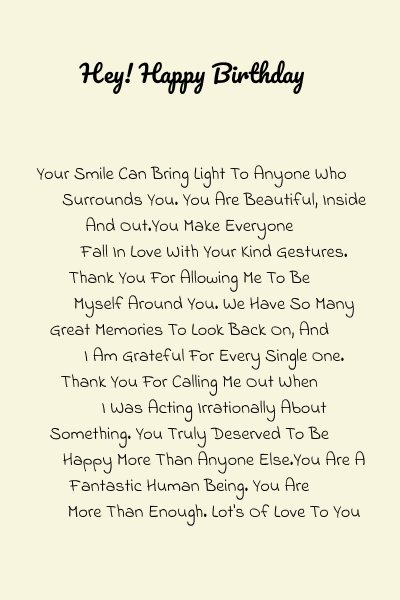 Hey! Happy Birthday
Your Smile Can Bring Light To Anyone Who
Surrounds You. You Are Beautiful, Inside
And Out.You Make Everyone
Fall In Love With Your Kind Gestures.
Thank You For Allowing Me To Be
Myself Around You. We Have So Many
Great Memories To Look Back On, And
I Am Grateful For Every Single One.
Thank You For Calling Me Out When
I Was Acting Irrationally About
Something. You Truly Deserved To Be
Happy More Than Anyone Else.You Are A
Fantastic Human Being. You Are
More Than Enough. Lot's Of Love To You